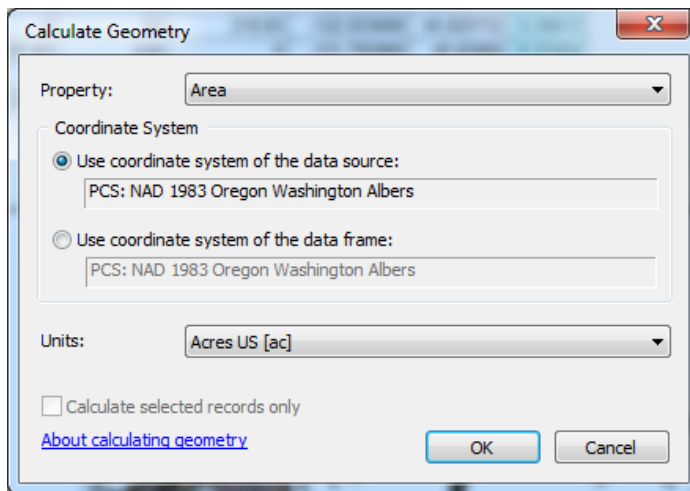 Calculate Geometry
Property:
Area
Coordinate System
Use coordinate system of the data source:
PCS: NAD 1983 Oregon Washington Albers
Use coordinate system of the data frame:
PCS: NAD 1983 Oregon Washington Albers
Units:
Acres US [ac]
Calculate selected records only
About calculating geometry
OK
Cancel